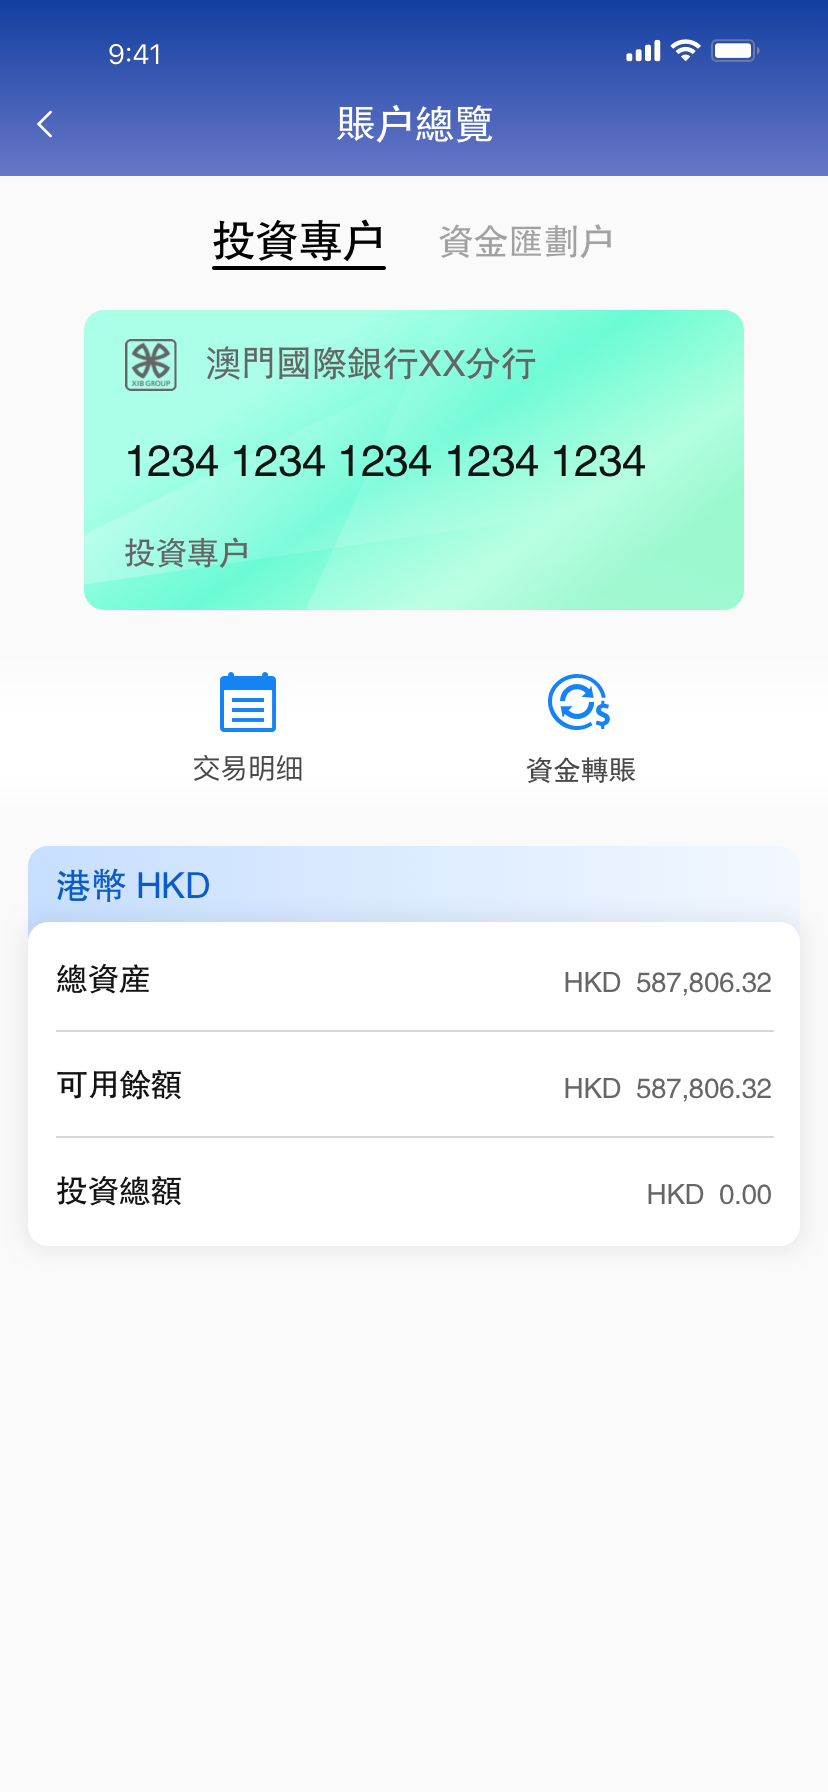 9:41
賬户總覽
投資專户 資金匯劃户
XIB GROUP
澳門國際銀行XX分行
1234 1234 1234 1234 1234
投資專户
交易明细 資金轉賬
港幣 HKD
總資産 HKD 587,806.32
可用餘額 HKD 587,806.32
投資總額 HKD 0.00